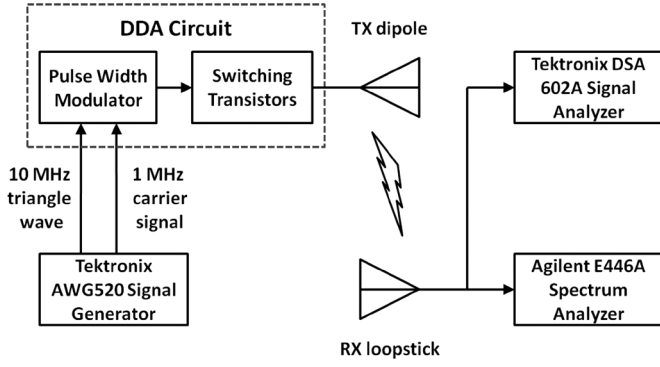 DDA Circuit
Pulse Width
Modulator
Switching
Transistors
TX dipole
Tektronix DSA
602A Signal
Analyzer
10 MHz
triangle
wave
1 MHz
carrier
signal
Tektronix
AWG520 Signal
Generator
RX loopstick
Agilent E446A
Spectrum
Analyzer